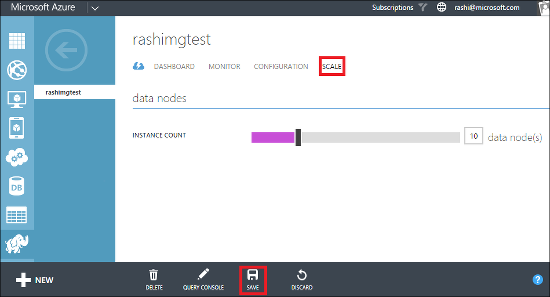 Microsoft Azure
Subscriptions
rashi@microsoft.com
rashimgtest
rashimgtest
DASHBOARD MONITOR CONFIGURATION SCALE
data nodes
INSTANCE COUNT
10 data node(s)
DB
NEW
DELETE
QUERY CONSOLE
SAVE
DISCARD
?